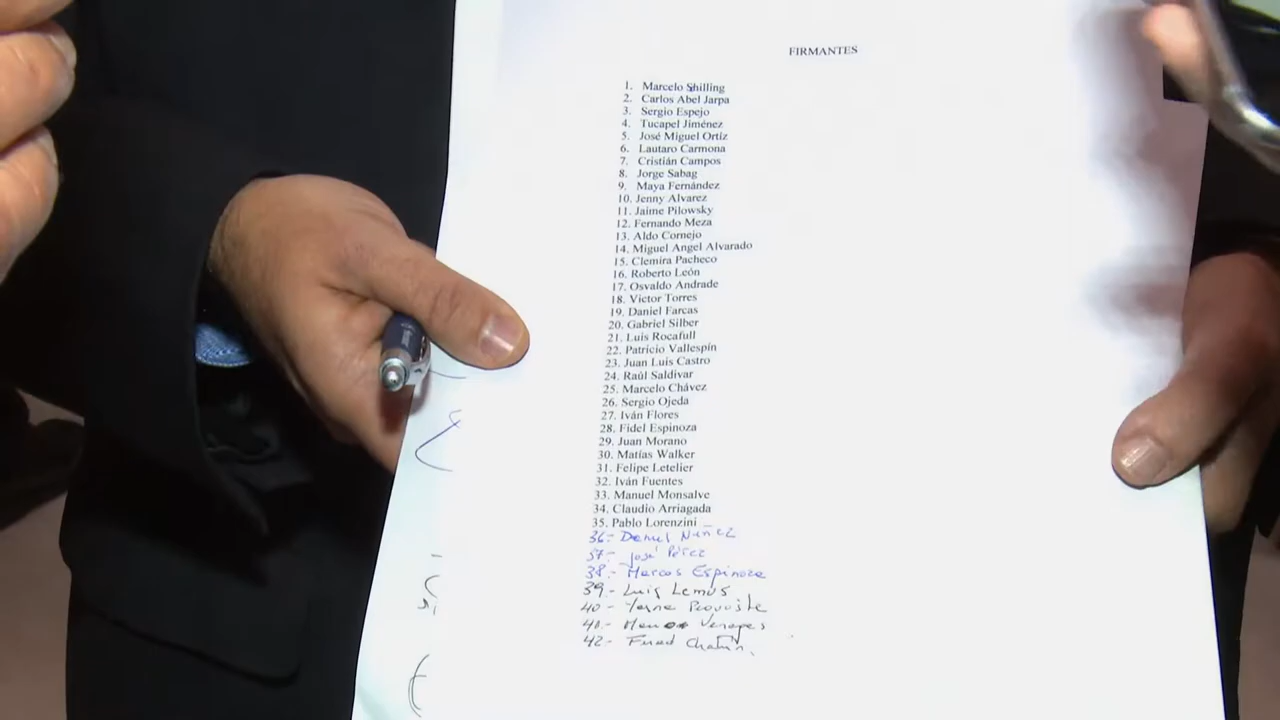 FIRMANTES
1. Marcelo Shilling
2. Carlos Abel Jarpa
3. Sergio Espejo
4. Tucapel Jiménez
5. José Miguel Ortíz
6. Lautaro Carmona
7. Cristián Campos
8. Jorge Sabag
9. Maya Fernández
10. Jenny Alvarez
11. Jaime Pilowsky
12. Fernando Meza
13. Aldo Cornejo
14. Miguel Angel Alvarado
15. Clemira Pacheco
16. Roberto León
17. Osvaldo Andrade
18. Victor Torres
19. Daniel Farcas
20. Gabriel Silber
21. Luis Rocafull
22. Patricio Vallespín
23. Juan Luis Castro
24. Raúl Saldivar
25. Marcelo Chávez
26. Sergio Ojeda
27. Iván Flores
28. Fidel Espinoza
29. Juan Morano
30. Matías Walker
31. Felipe Letelier
32. Iván Fuentes
33. Manuel Monsalve
34. Claudio Arriagada
35. Pablo Lorenzini
36.- Daniel Núñez
37.- José Pérez
38.- Marcos Espinoza
39.- Luis Lemus
40.- Yasna Provoste
41.-
42.- Fuad Chahín.